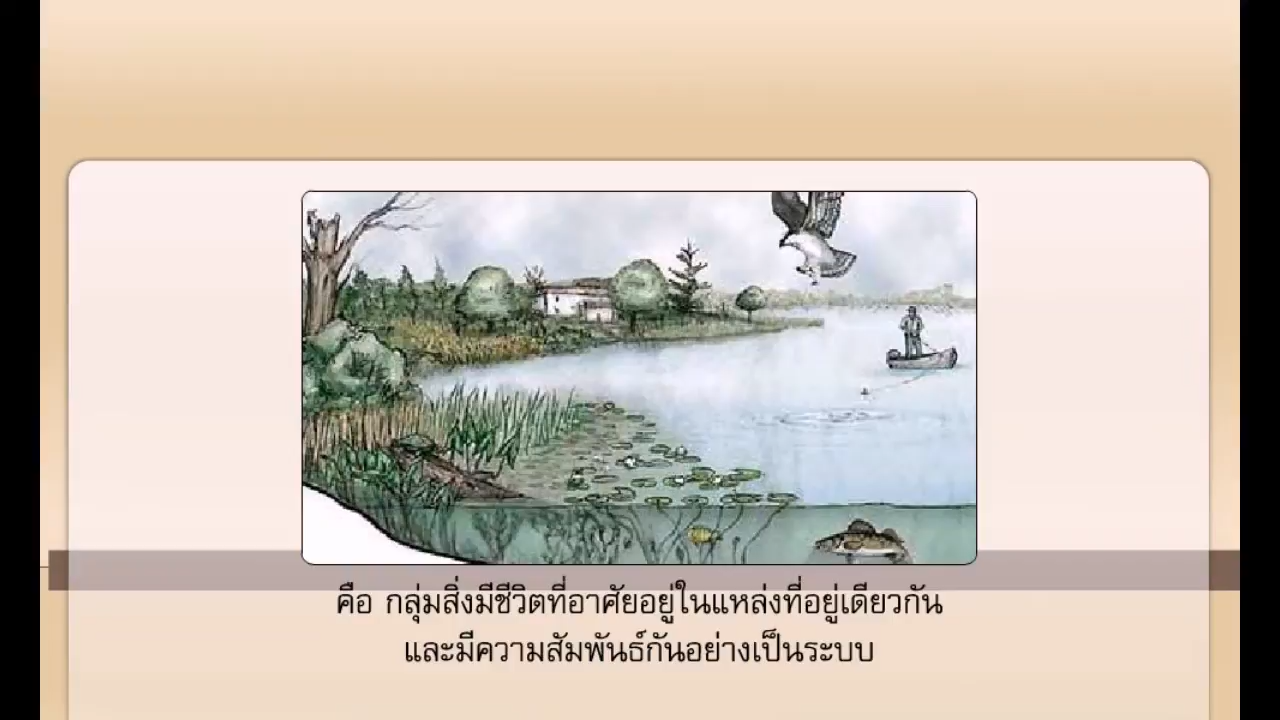 คือ กลุ่มสิ่งมีชีวิตที่อาศัยอยู่ในแหล่งที่อยู่เดียวกัน
และมีความสัมพันธ์กันอย่างเป็นระบบ